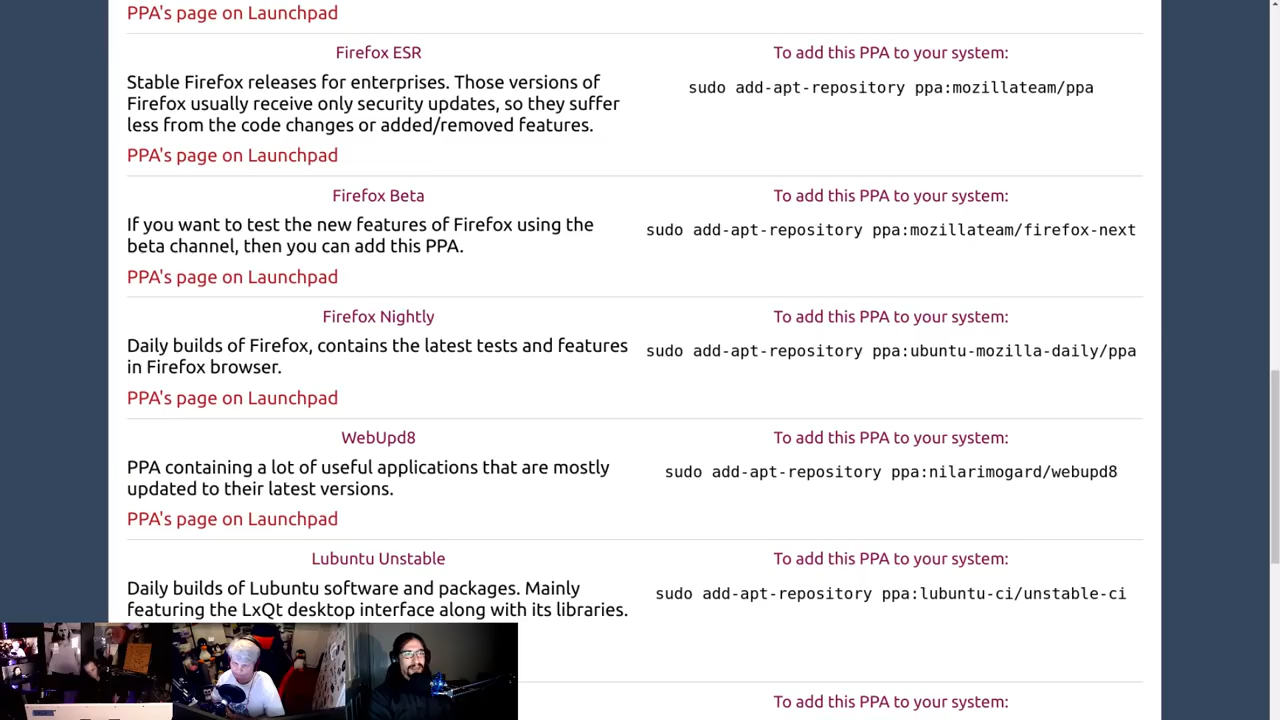 PPA's page on Launchpad
Firefox ESR
To add this PPA to your system:
Stable Firefox releases for enterprises. Those versions of
Firefox usually receive only security updates, so they suffer
less from the code changes or added/removed features.
sudo add-apt-repository ppa:mozillateam/ppa
PPA's page on Launchpad
Firefox Beta
To add this PPA to your system:
If you want to test the new features of Firefox using the
beta channel, then you can add this PPA.
sudo add-apt-repository ppa:mozillateam/firefox-next
PPA's page on Launchpad
Firefox Nightly
To add this PPA to your system:
Daily builds of Firefox, contains the latest tests and features
in Firefox browser.
sudo add-apt-repository ppa:ubuntu-mozilla-daily/ppa
PPA's page on Launchpad
WebUpd8
To add this PPA to your system:
PPA containing a lot of useful applications that are mostly
updated to their latest versions.
sudo add-apt-repository ppa:nilarimogard/webupd8
PPA's page on Launchpad
Lubuntu Unstable
To add this PPA to your system:
Daily builds of Lubuntu software and packages. Mainly
featuring the LxQt desktop interface along with its libraries.
sudo add-apt-repository ppa:lubuntu-ci/unstable-ci
To add this PPA to your system: